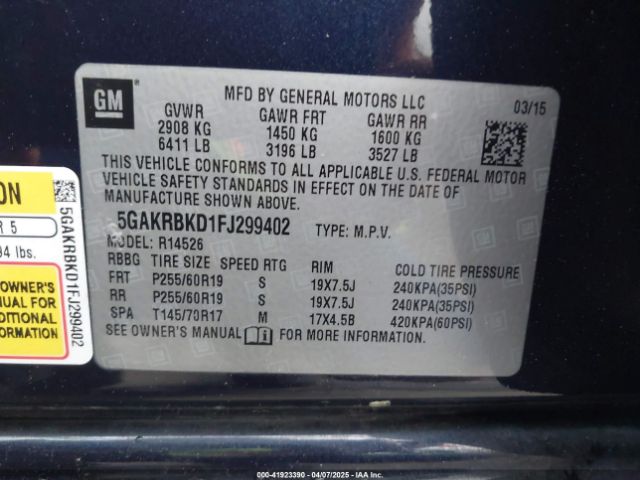 GM
MFD BY GENERAL MOTORS LLC 03/15
GVWR GAWR FRT GAWR RR
2908 KG 1450 KG 1600 KG
6411 LB 3196 LB 3527 LB
THIS VEHICLE CONFORMS TO ALL APPLICABLE U.S. FEDERAL MOTOR
VEHICLE SAFETY STANDARDS IN EFFECT ON THE DATE OF
MANUFACTURE SHOWN ABOVE.
5GAKRBKD1FJ299402 TYPE: M.P.V.
MODEL: R14526
RBBG TIRE SIZE SPEED RTG RIM COLD TIRE PRESSURE
FRT P255/60R19 S 19X7.5J 240KPA(35PSI)
RR P255/60R19 S 19X7.5J 240KPA(35PSI)
SPA T145/70R17 M 17X4.5B 420KPA(60PSI)
SEE OWNER'S MANUAL FOR MORE INFORMATION.
R 5
94 lbs.
OWNER'S
MANUAL FOR
ADDITIONAL
INFORMATION
5GAKRBKD1FJ299402
000-41923390 - 04/07/2025 - IAA Inc.